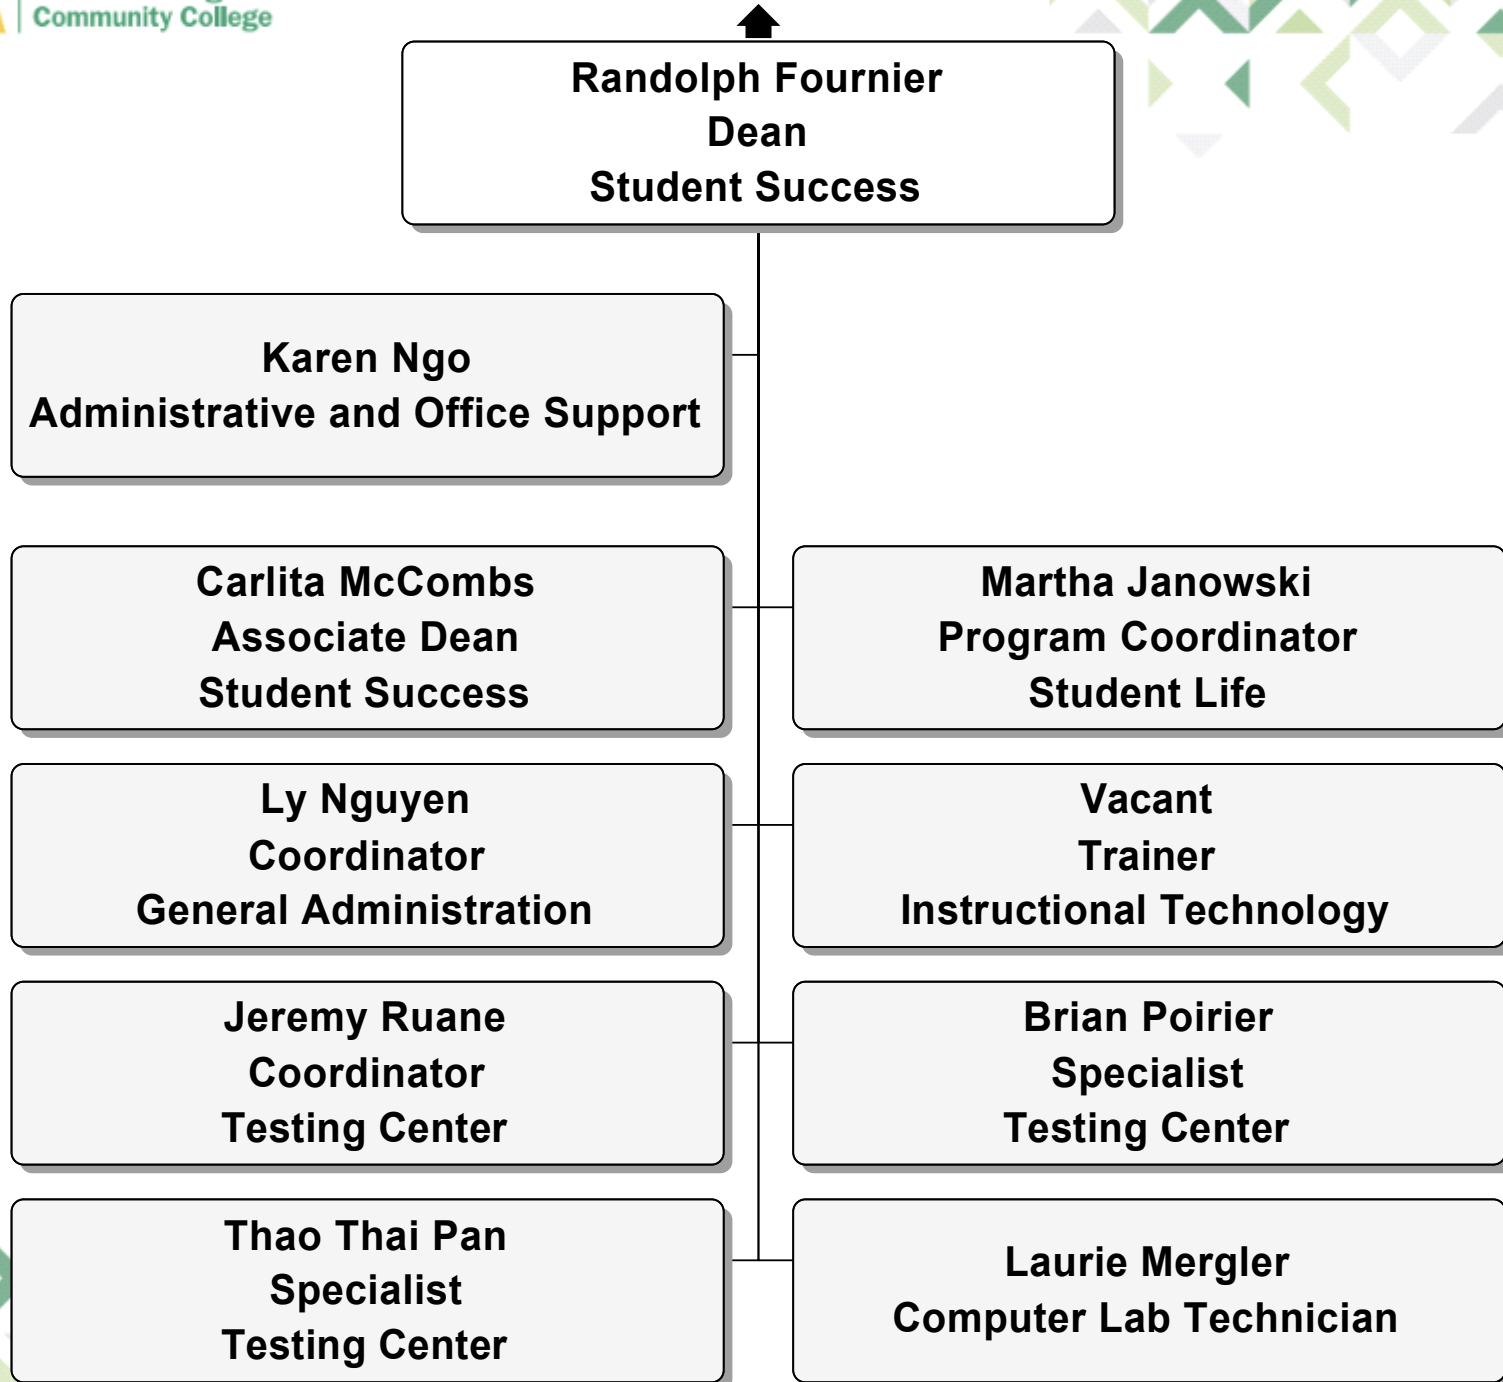 Community College
Randolph Fournier
Dean
Student Success
Karen Ngo
Administrative and Office Support
Carlita McCombs
Associate Dean
Student Success
Martha Janowski
Program Coordinator
Student Life
Ly Nguyen
Coordinator
General Administration
Vacant
Trainer
Instructional Technology
Jeremy Ruane
Coordinator
Testing Center
Brian Poirier
Specialist
Testing Center
Thao Thai Pan
Specialist
Testing Center
Laurie Mergler
Computer Lab Technician